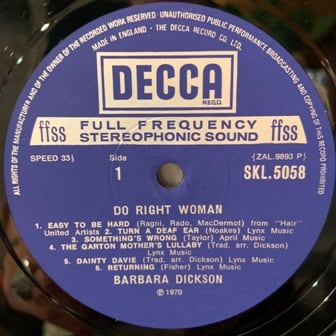 ALL RIGHTS OF THE MANUFACTURER AND OF THE OWNER OF THE RECORDED WORK RESERVED · UNAUTHORISED PUBLIC PERFORMANCE BROADCASTING AND COPYING OF THIS RECORD PROHIBITED
MADE IN ENGLAND · THE DECCA RECORD CO. LTD.
DECCA
REGD.
ffss FULL FREQUENCY STEREOPHONIC SOUND ffss
SPEED 33⅓ Side (ZAL.9893 P)
1 SKL.5058
DO RIGHT WOMAN
1. EASY TO BE HARD (Ragni, Rado, MacDermot) from "Hair"
United Artists 2. TURN A DEAF EAR (Noakes) Lynx Music
3. SOMETHING'S WRONG (Taylor) April Music
4. THE GARTON MOTHER'S LULLABY (Trad. arr. Dickson)
Lynx Music
5. DAINTY DAVIE (Trad. arr. Dickson) Lynx Music
6. RETURNING (Fisher) Lynx Music
BARBARA DICKSON
℗ 1970